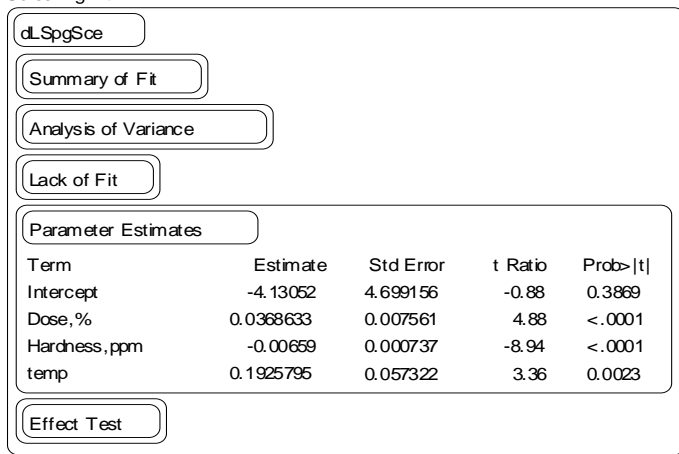 dLSpgSce
Summary of Fit
Analysis of Variance
Lack of Fit
Parameter Estimates
Term Estimate Std Error t Ratio Prob>|t|
Intercept -4.13052 4.699156 -0.88 0.3869
Dose,% 0.0368633 0.007561 4.88 <.0001
Hardness,ppm -0.00659 0.000737 -8.94 <.0001
temp 0.1925795 0.057322 3.36 0.0023
Effect Test